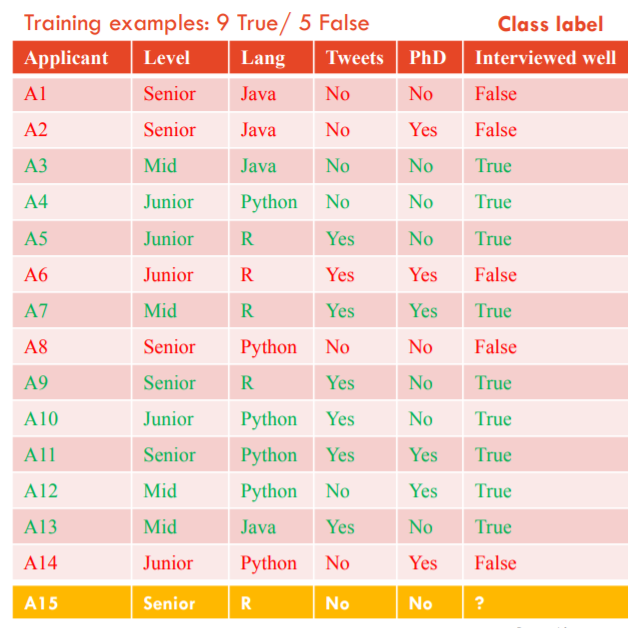 Training examples: 9 True/ 5 False Class label
Applicant Level Lang Tweets PhD Interviewed well
A1 Senior Java No No False
A2 Senior Java No Yes False
A3 Mid Java No No True
A4 Junior Python No No True
A5 Junior R Yes No True
A6 Junior R Yes Yes False
A7 Mid R Yes Yes True
A8 Senior Python No No False
A9 Senior R Yes No True
A10 Junior Python Yes No True
A11 Senior Python Yes Yes True
A12 Mid Python No Yes True
A13 Mid Java Yes No True
A14 Junior Python No Yes False
A15 Senior R No No ?